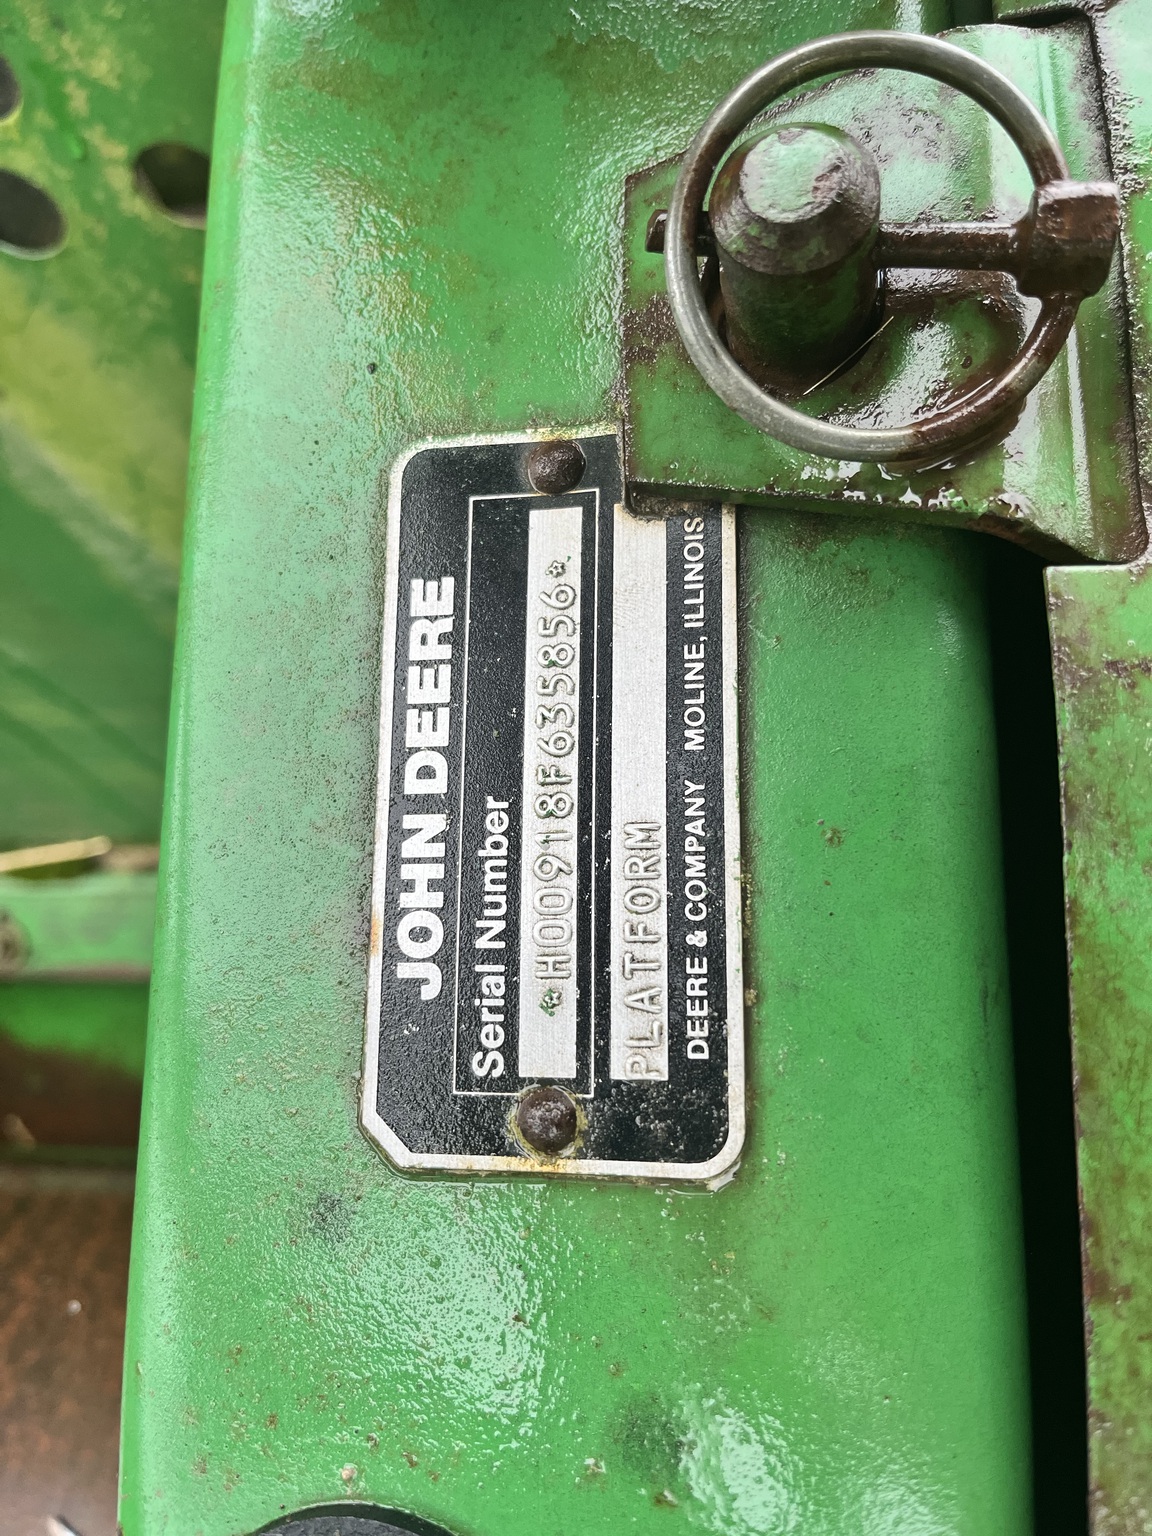 JOHN DEERE
Serial Number
*H00918F635856*
PLATFORM
DEERE & COMPANY MOLINE, ILLINOIS